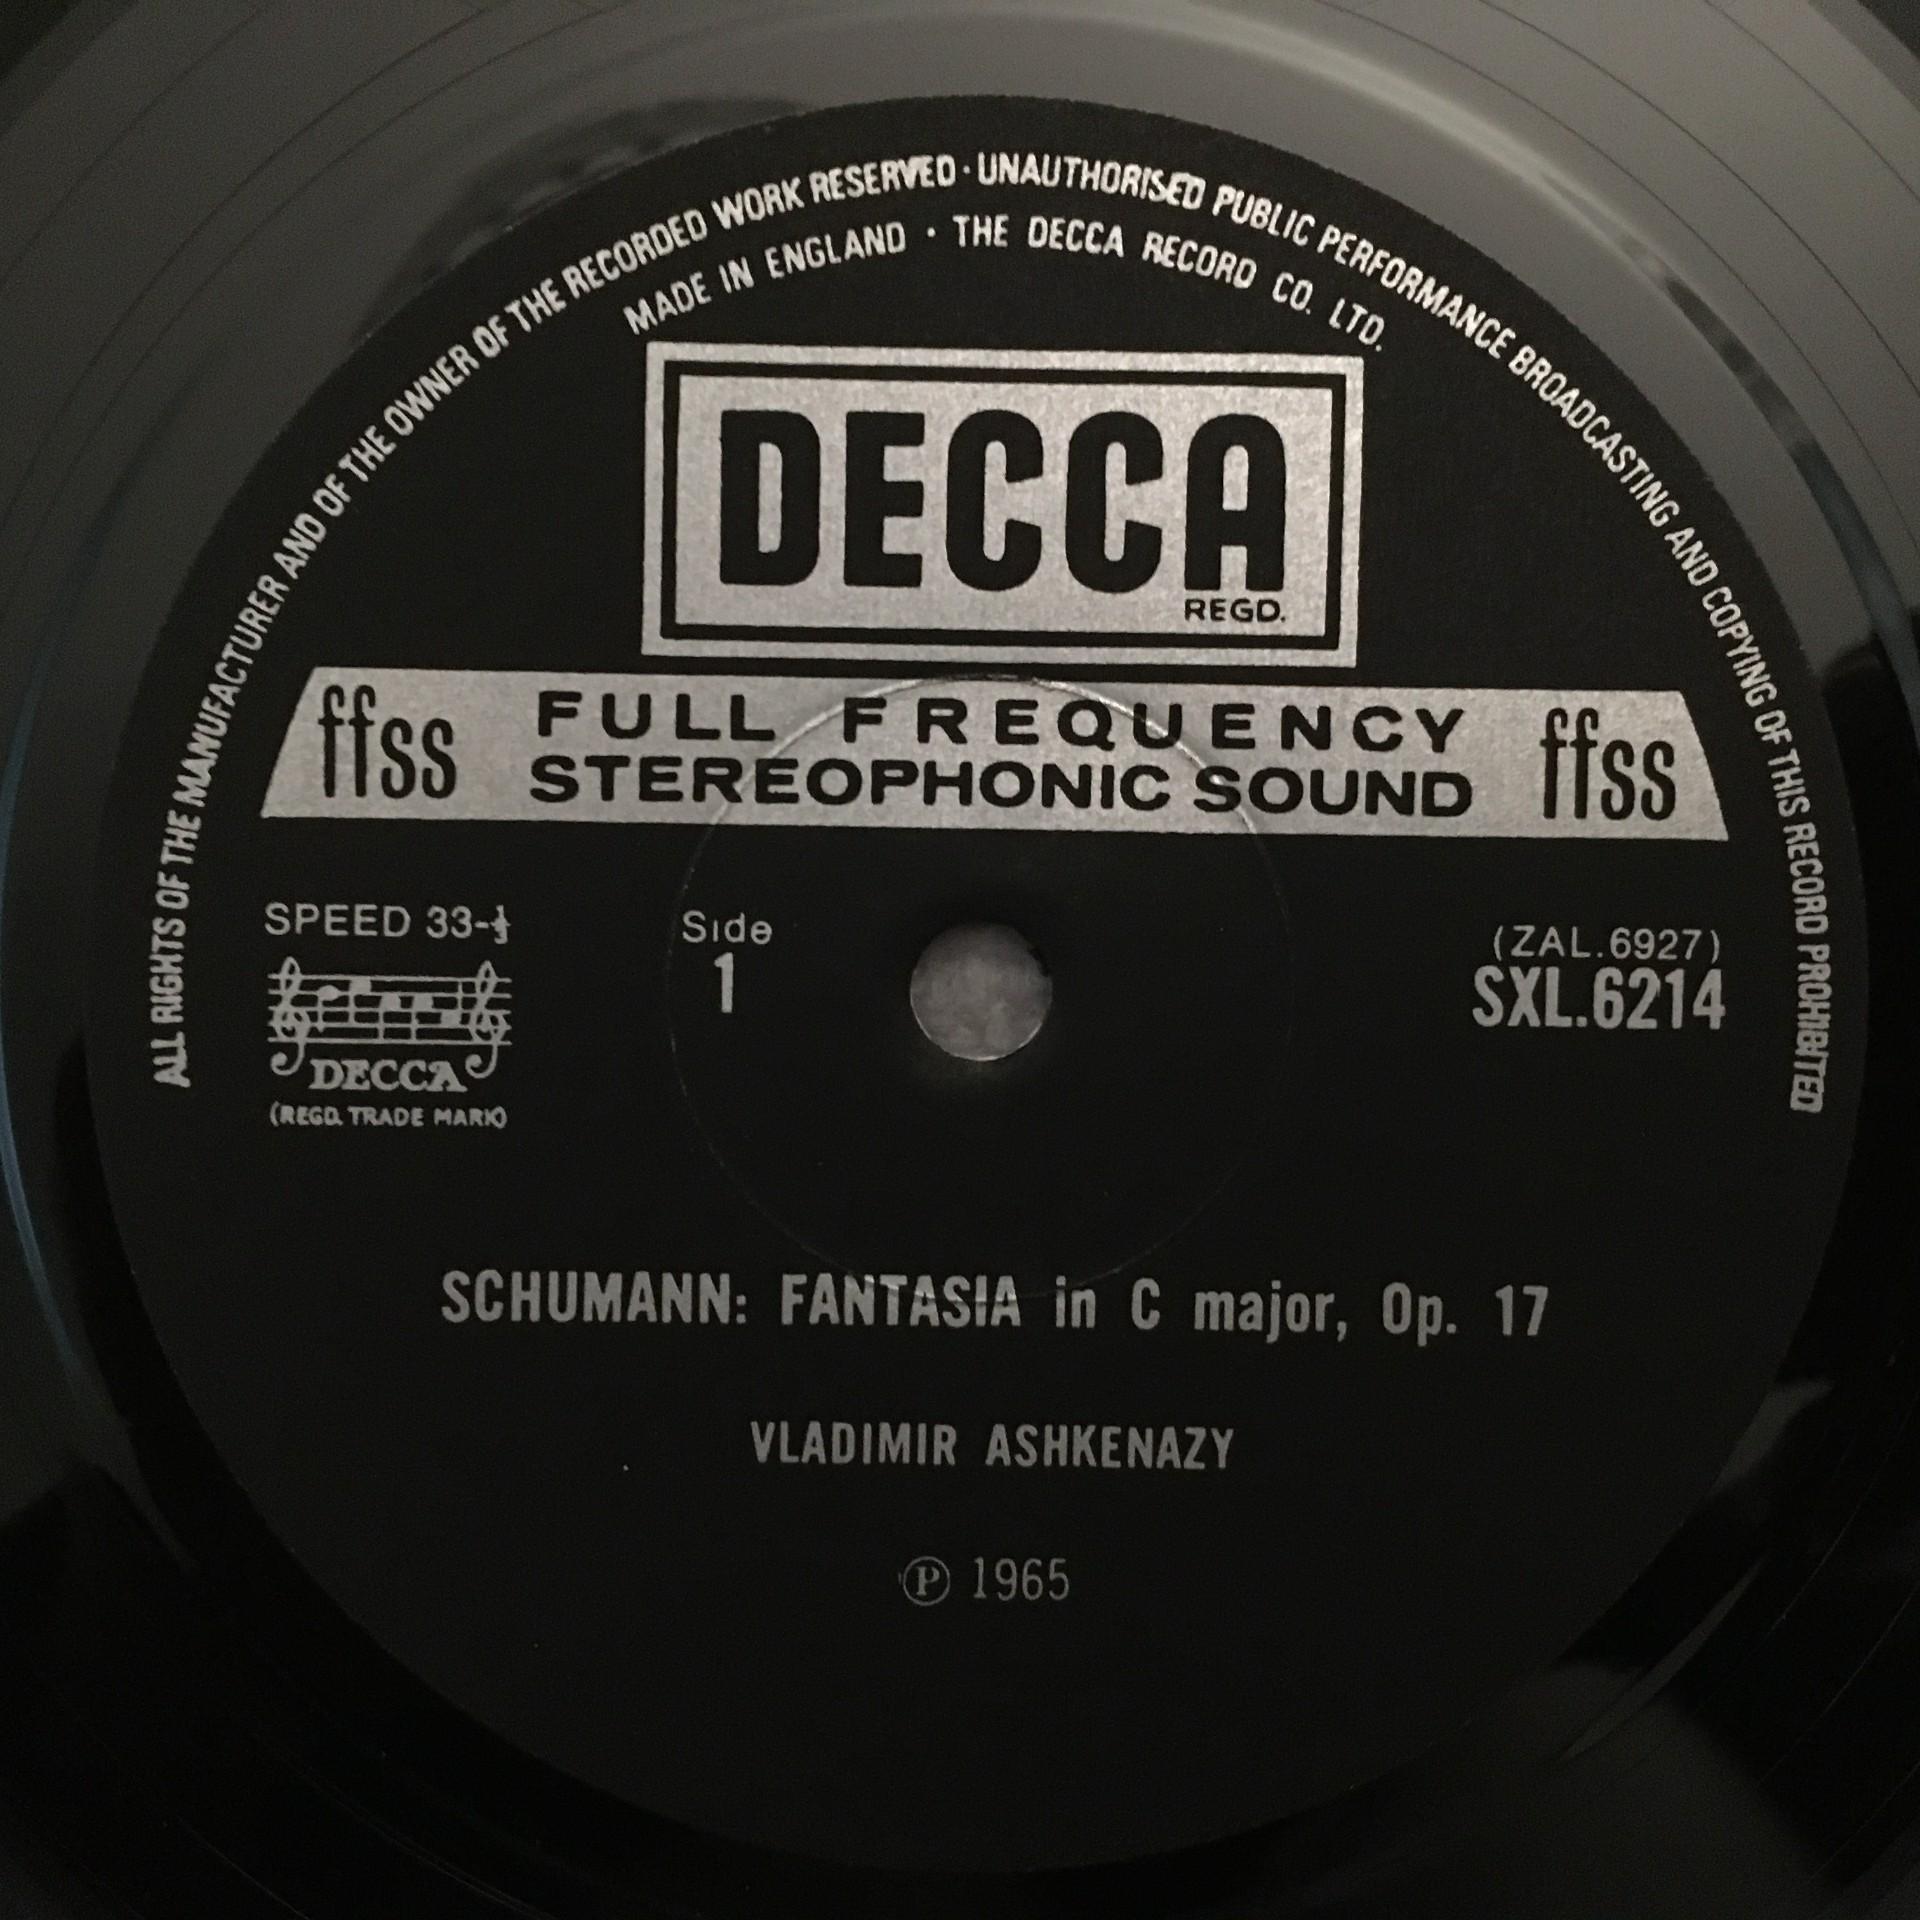 ALL RIGHTS OF THE MANUFACTURER AND OF THE OWNER OF THE RECORDED WORK RESERVED · UNAUTHORISED PUBLIC PERFORMANCE BROADCASTING AND COPYING OF THIS RECORD PROHIBITED
MADE IN ENGLAND · THE DECCA RECORD CO. LTD.
DECCA
REGD.
ffss FULL FREQUENCY ffss
STEREOPHONIC SOUND
SPEED 33-⅓
Side
1
(ZAL.6927)
SXL.6214
DECCA
(REGD. TRADE MARK)
SCHUMANN: FANTASIA in C major, Op. 17
VLADIMIR ASHKENAZY
℗ 1965